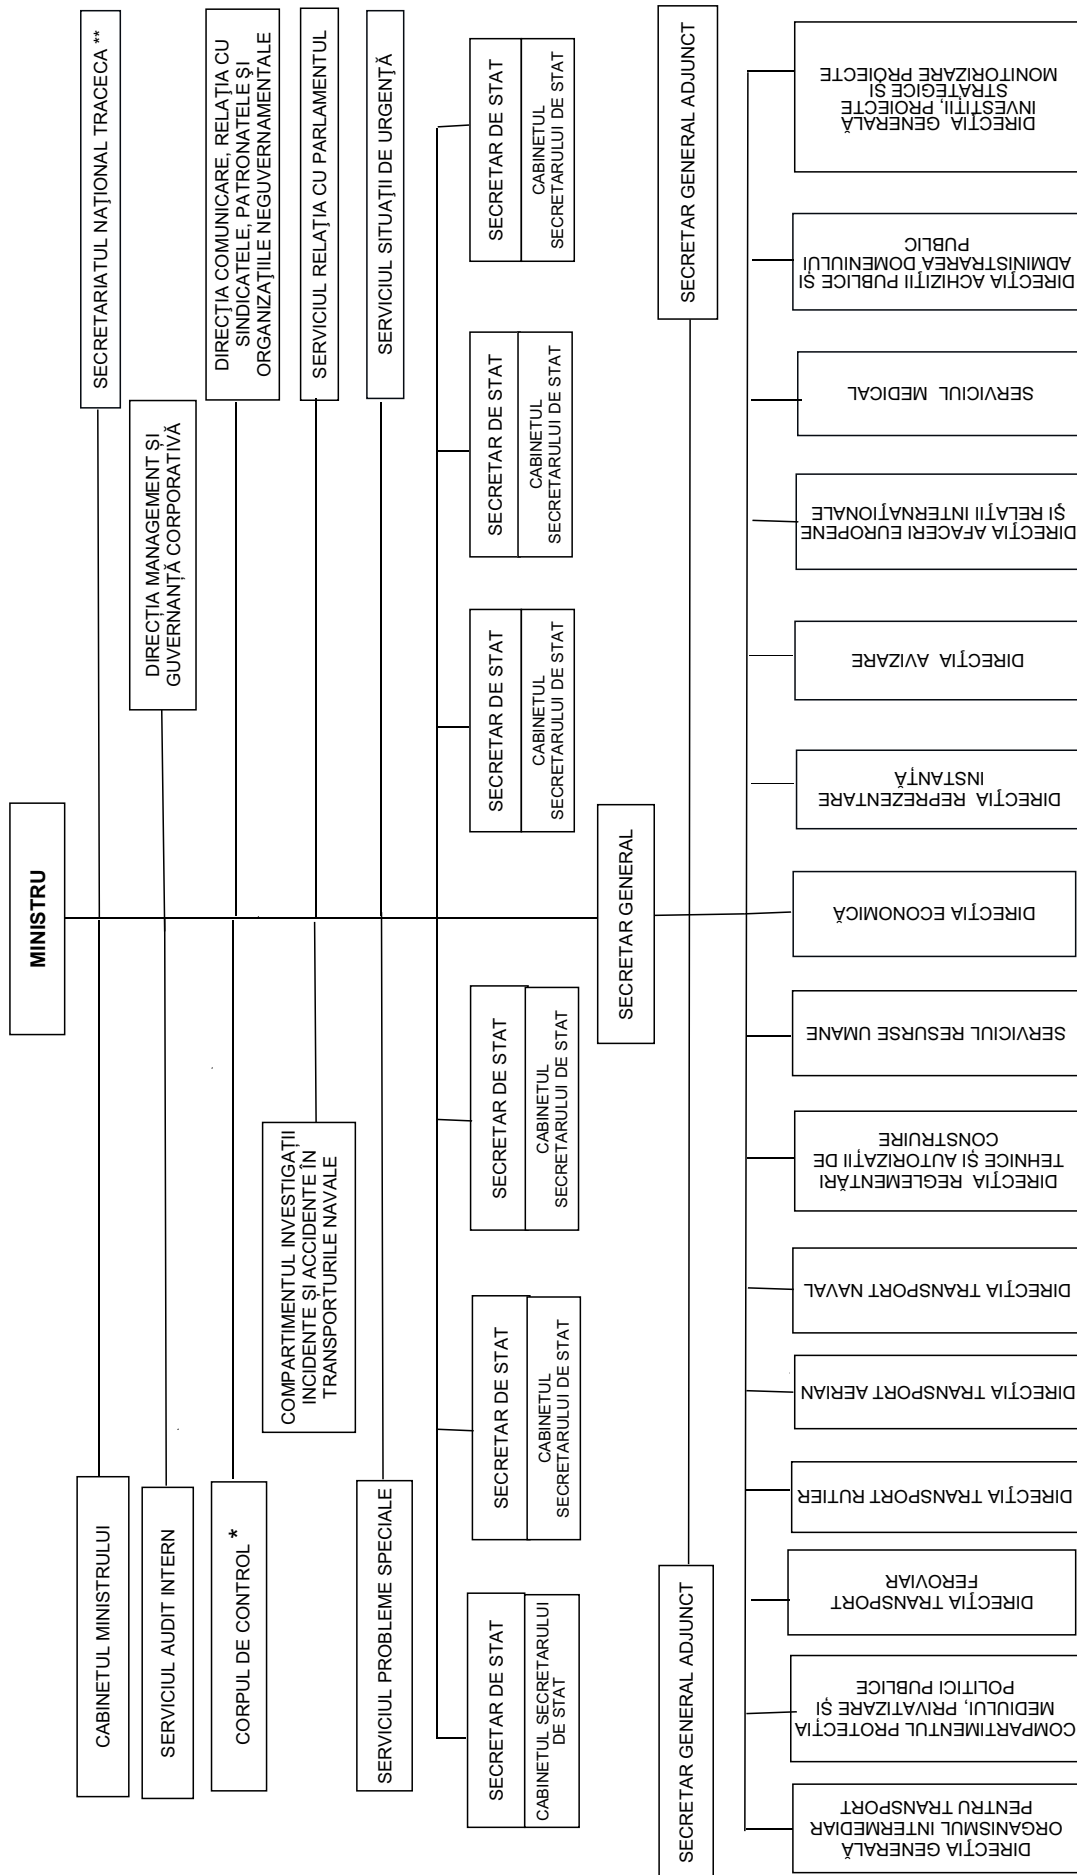 MINISTRU
CABINETUL MINISTRULUI
SECRETARIATUL NAȚIONAL TRACECA **
SERVICIUL AUDIT INTERN
DIRECȚIA MANAGEMENT ȘI
GUVERNANȚĂ CORPORATIVĂ
CORPUL DE CONTROL *
DIRECȚIA COMUNICARE, RELAȚIA CU
SINDICATELE, PATRONATELE ȘI
ORGANIZAȚIILE NEGUVERNAMENTALE
COMPARTIMENTUL INVESTIGAȚII
INCIDENTE ȘI ACCIDENTE ÎN
TRANSPORTURILE NAVALE
SERVICIUL RELAȚIA CU PARLAMENTUL
SERVICIUL PROBLEME SPECIALE
SERVICIUL SITUAȚII DE URGENȚĂ
SECRETAR DE STAT
CABINETUL SECRETARULUI
DE STAT
SECRETAR DE STAT
CABINETUL
SECRETARULUI DE STAT
SECRETAR DE STAT
CABINETUL
SECRETARULUI DE STAT
SECRETAR DE STAT
CABINETUL
SECRETARULUI DE STAT
SECRETAR DE STAT
CABINETUL
SECRETARULUI DE STAT
SECRETAR DE STAT
CABINETUL
SECRETARULUI DE STAT
SECRETAR GENERAL
SECRETAR GENERAL ADJUNCT
SECRETAR GENERAL ADJUNCT
DIRECȚIA GENERALĂ
ORGANISMUL INTERMEDIAR
PENTRU TRANSPORT
COMPARTIMENTUL PROTECȚIA
MEDIULUI, PRIVATIZARE ȘI
POLITICI PUBLICE
DIRECȚIA TRANSPORT
FEROVIAR
DIRECȚIA TRANSPORT RUTIER
DIRECȚIA TRANSPORT AERIAN
DIRECȚIA TRANSPORT NAVAL
DIRECȚIA REGLEMENTĂRI
TEHNICE ȘI AUTORIZAȚII DE
CONSTRUIRE
SERVICIUL RESURSE UMANE
DIRECȚIA ECONOMICĂ
DIRECȚIA REPREZENTARE
INSTANȚĂ
DIRECȚIA AVIZARE
DIRECȚIA AFACERI EUROPENE
ȘI RELAȚII INTERNAȚIONALE
SERVICIUL MEDICAL
DIRECȚIA ACHIZIȚII PUBLICE SI
ADMINISTRAREA DOMENIULUI
PUBLIC
DIRECȚIA GENERALĂ
INVESTIȚII, PROIECTE
STRATEGICE SI
MONITORIZARE PROIECTE